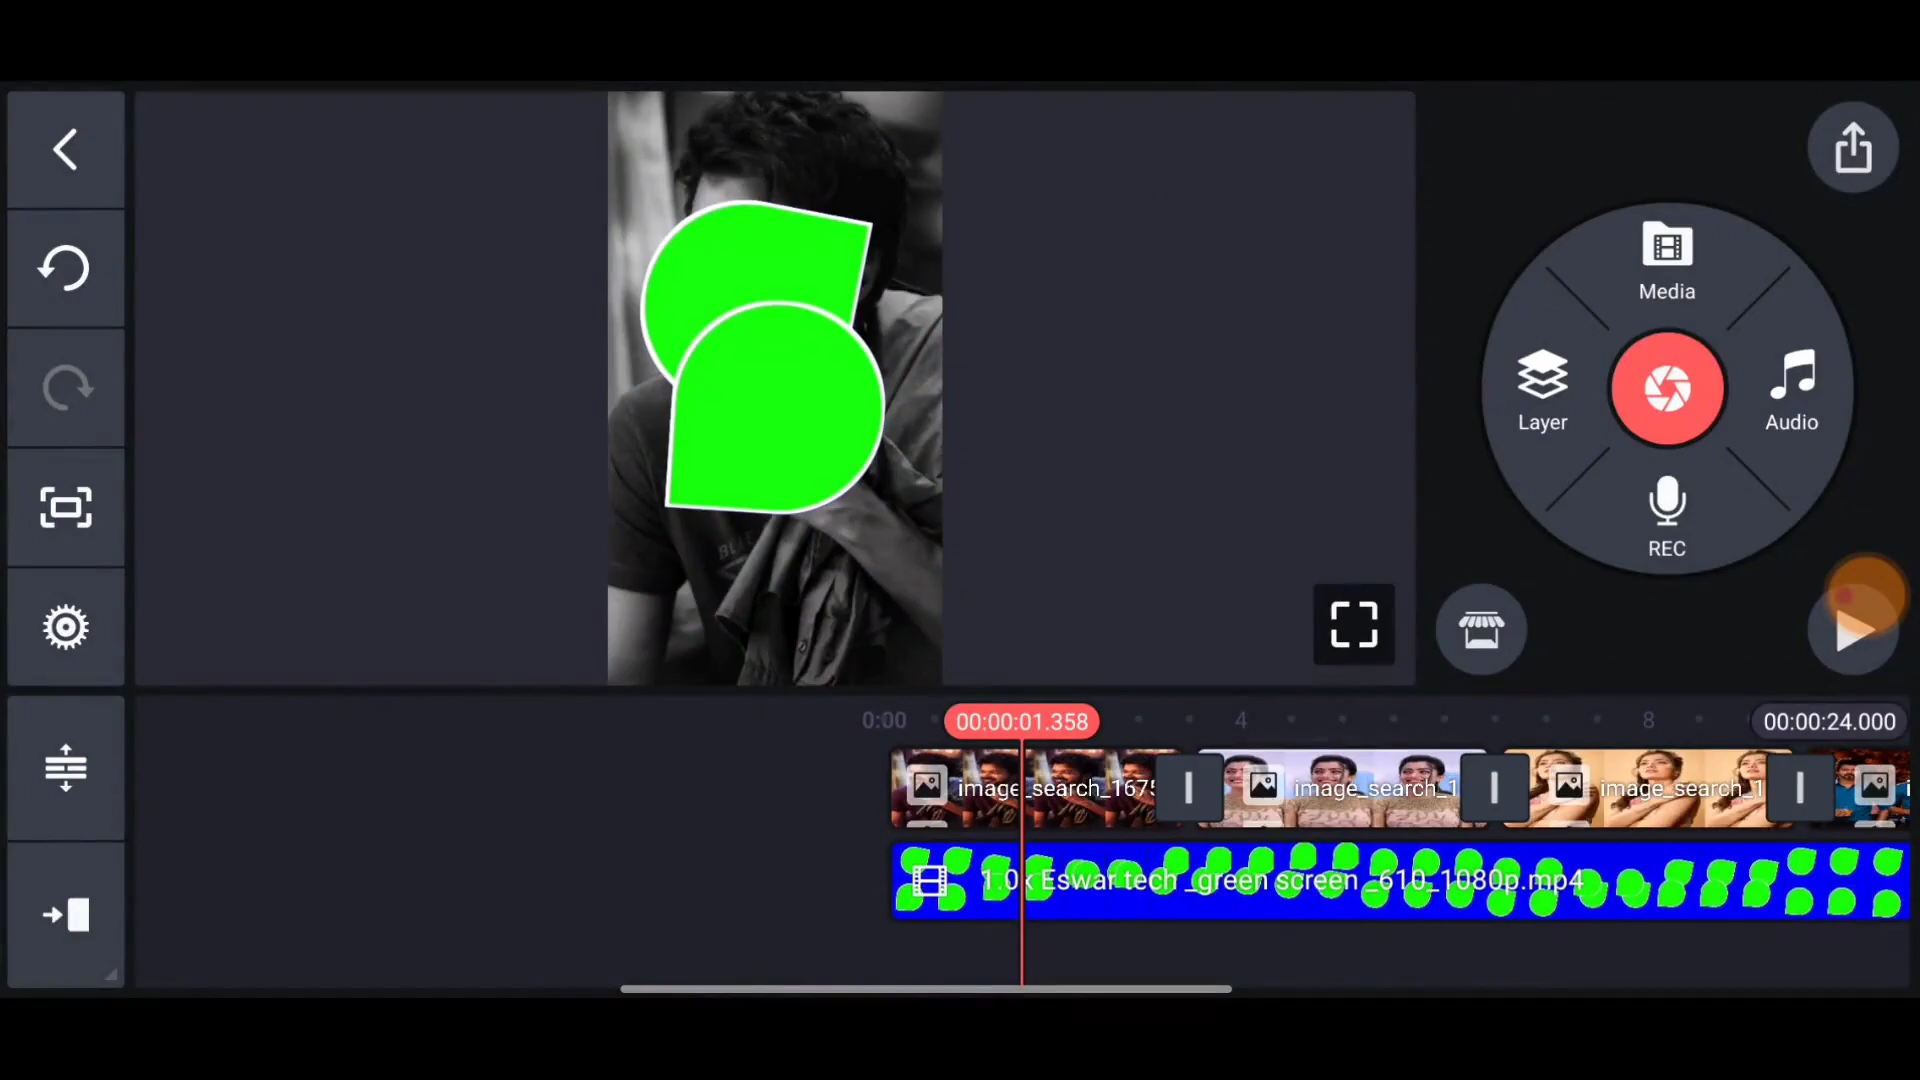 Media
Layer
Audio
REC
0:00
00:00:01.358
4
8
00:00:24.000
image_search_1675
image_search_1
image_search_1
1.0x Eswar tech _green screen _610_1080p.mp4